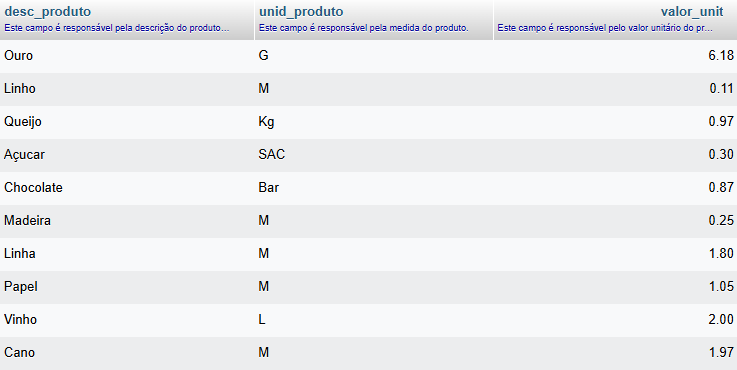 desc_produto unid_produto valor_unit
Este campo é responsável pela descrição do produto... Este campo é responsável pela medida do produto. Este campo é responsável pelo valor unitário do pr...
Ouro G 6.18
Linho M 0.11
Queijo Kg 0.97
Açucar SAC 0.30
Chocolate Bar 0.87
Madeira M 0.25
Linha M 1.80
Papel M 1.05
Vinho L 2.00
Cano M 1.97